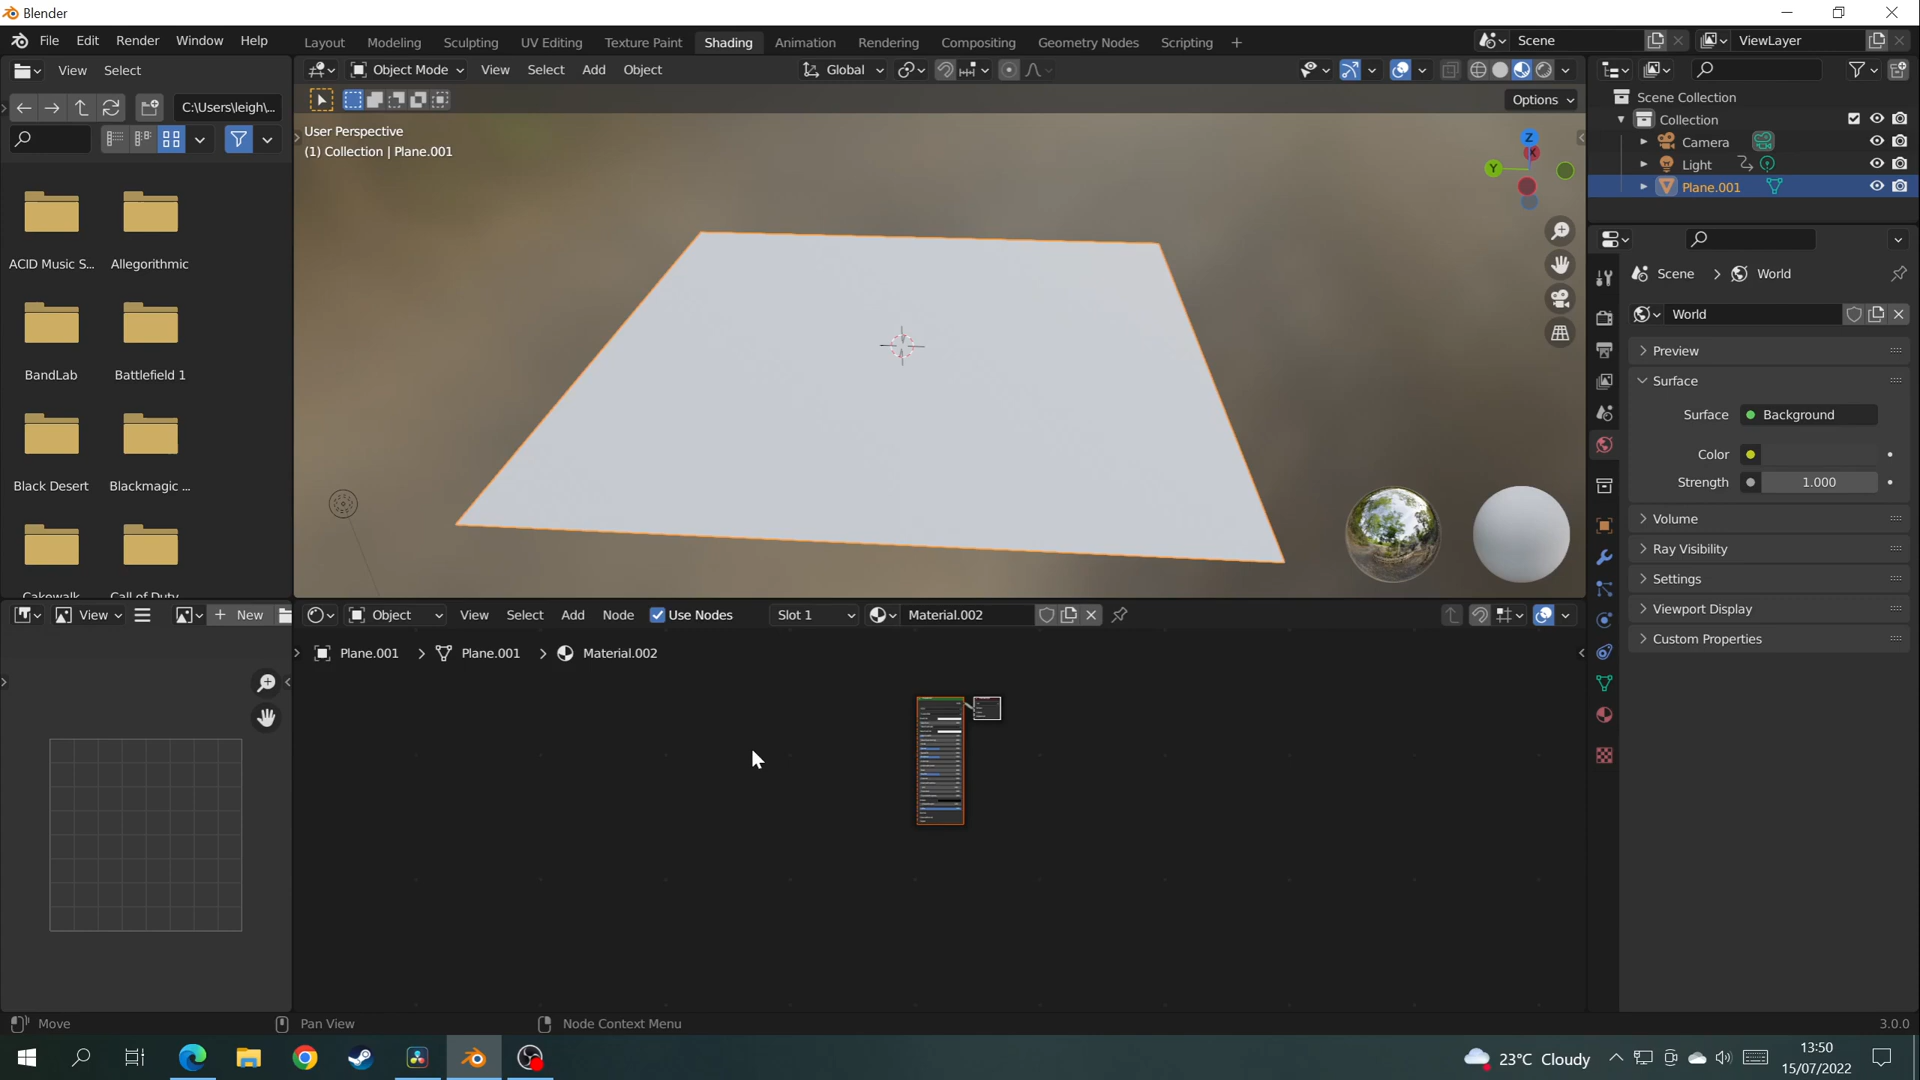 Blender
File Edit Render Window Help
Layout Modeling Sculpting UV Editing Texture Paint Shading Animation Rendering Compositing Geometry Nodes Scripting +
Scene
ViewLayer
View Select
Object Mode View Select Add Object
Global
C:\Users\leigh\...
Options
User Perspective
(1) Collection | Plane.001
Z
X
Y
Scene Collection
Collection
Camera
Light
Plane.001
ACID Music S...
Allegorithmic
BandLab
Battlefield 1
Black Desert
Blackmagic ...
Cakewalk
Call of Duty
Scene > World
World
Preview
Surface
Surface Background
Color
Strength 1.000
Volume
Ray Visibility
Settings
Viewport Display
Custom Properties
View
+ New
Object View Select Add Node Use Nodes Slot 1 Material.002
Plane.001 > Plane.001 > Material.002
Move
Pan View
Node Context Menu
3.0.0
23°C Cloudy
13:50
15/07/2022